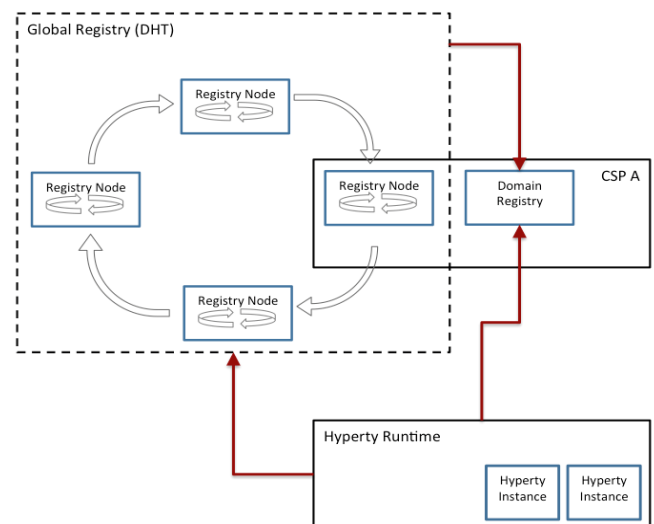 Global Registry (DHT)
Registry Node
Registry Node
Registry Node
Registry Node
CSP A
Domain
Registry
Hyperty Runtime
Hyperty
Instance
Hyperty
Instance